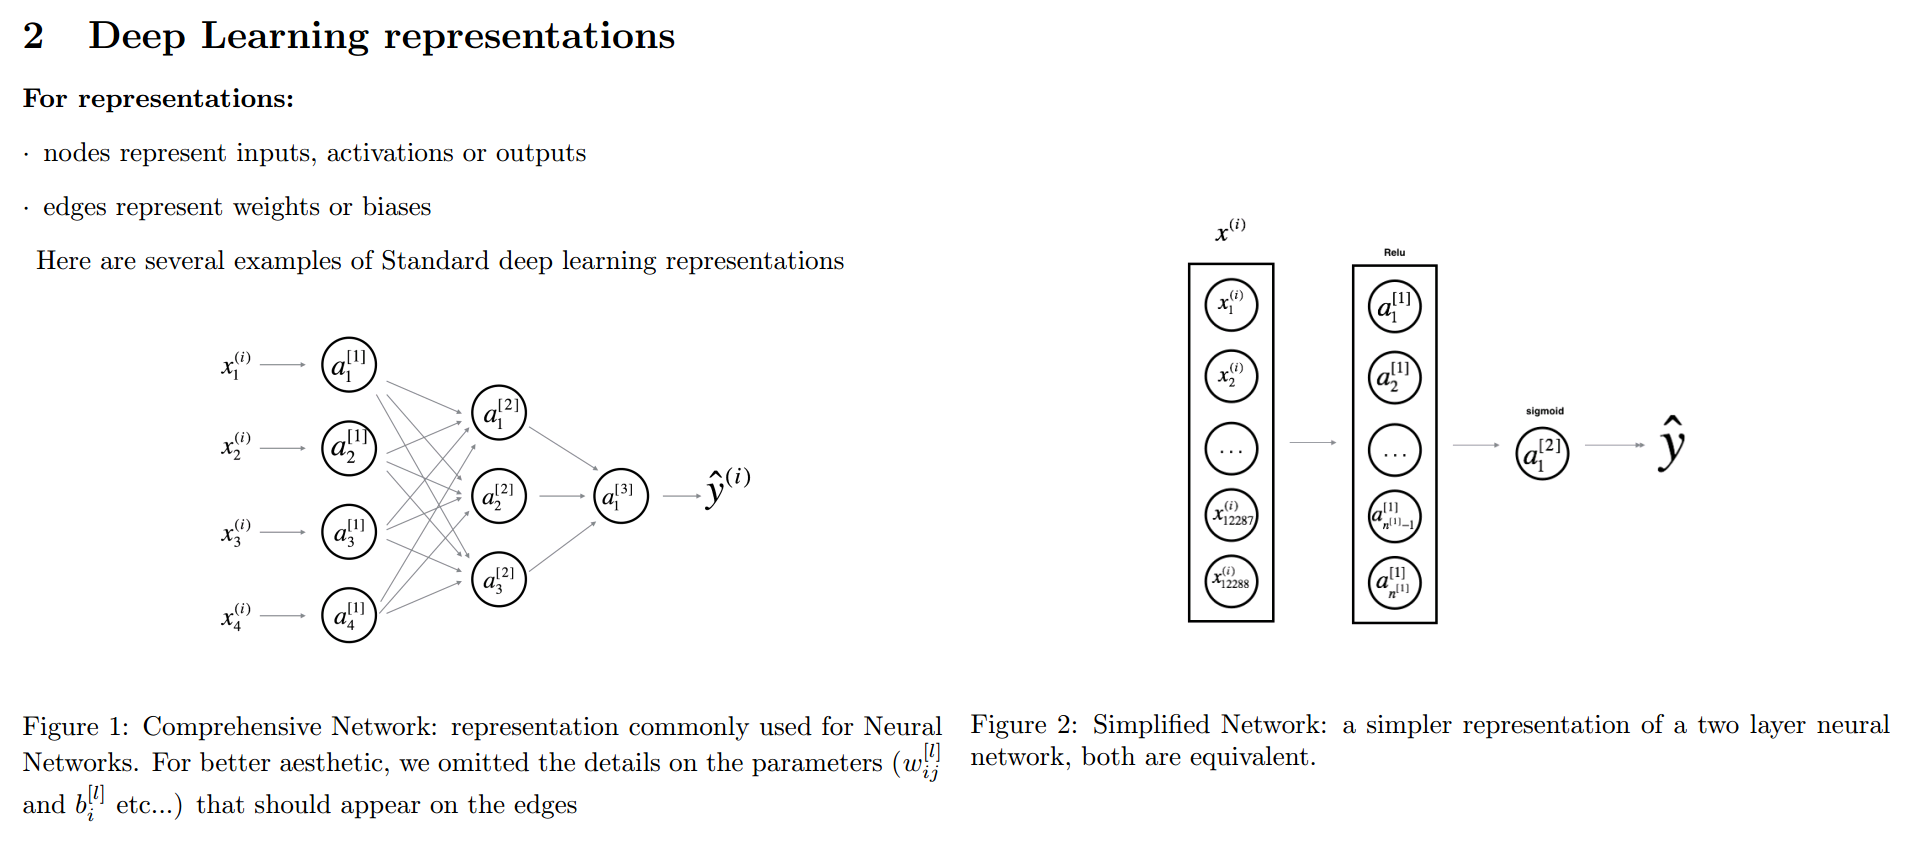 2 Deep Learning representations
For representations:
· nodes represent inputs, activations or outputs
· edges represent weights or biases
Here are several examples of Standard deep learning representations
x_1^{(i)} a_1^{[1]}
x_2^{(i)} a_2^{[1]}
x_3^{(i)} a_3^{[1]}
x_4^{(i)} a_4^{[1]}
a_1^{[2]}
a_2^{[2]}
a_3^{[2]}
a_1^{[3]}
ŷ^{(i)}
Figure 1: Comprehensive Network: representation commonly used for Neural
Networks. For better aesthetic, we omitted the details on the parameters (w_{ij}^{[l]}
and b_i^{[l]} etc...) that should appear on the edges
x^{(i)}
x_1^{(i)}
x_2^{(i)}
...
x_{12287}^{(i)}
x_{12288}^{(i)}
Relu
a_1^{[1]}
a_2^{[1]}
...
a_{n^{[1]}-1}^{[1]}
a_{n^{[1]}}^{[1]}
sigmoid
a_1^{[2]}
ŷ
Figure 2: Simplified Network: a simpler representation of a two layer neural
network, both are equivalent.